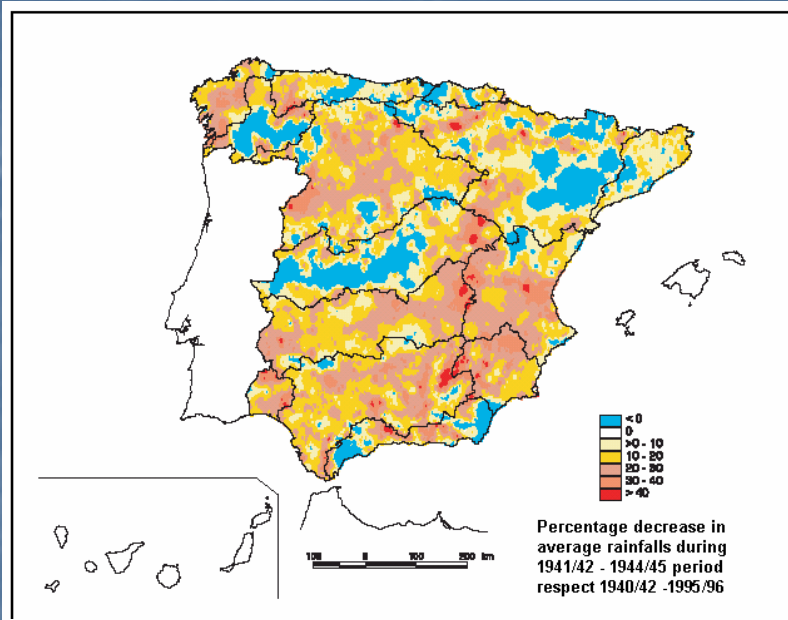 < 0
0
>0 - 10
10 - 20
20 - 30
30 - 40
> 40
Percentage decrease in
average rainfalls during
1941/42 - 1944/45 period
respect 1940/42 -1995/96
100 0 100 200 km